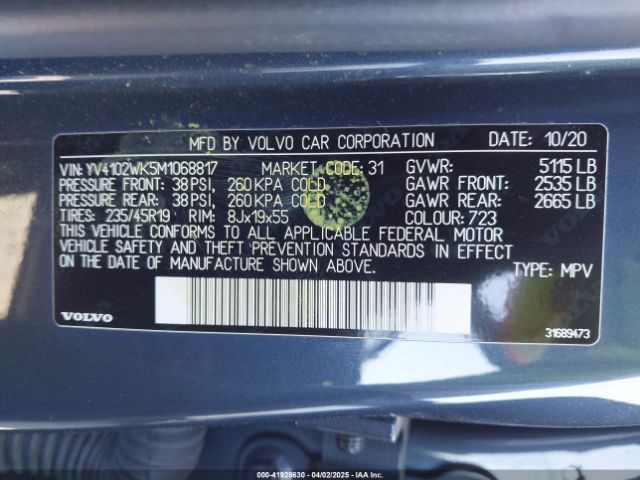 MFD BY VOLVO CAR CORPORATION DATE: 10/20
VIN: YV4102WK5M1068817 MARKET CODE: 31 GVWR: 5115 LB
PRESSURE FRONT: 38 PSI, 260 KPA COLD GAWR FRONT: 2535 LB
PRESSURE REAR: 38 PSI, 260 KPA COLD GAWR REAR: 2665 LB
TIRES: 235/45R19 RIM: 8Jx19x55 COLOUR: 723
THIS VEHICLE CONFORMS TO ALL APPLICABLE FEDERAL MOTOR
VEHICLE SAFETY AND THEFT PREVENTION STANDARDS IN EFFECT
ON DATE OF MANUFACTURE SHOWN ABOVE. TYPE: MPV
VOLVO 31689473
000-41928630 - 04/02/2025 - IAAI.COM